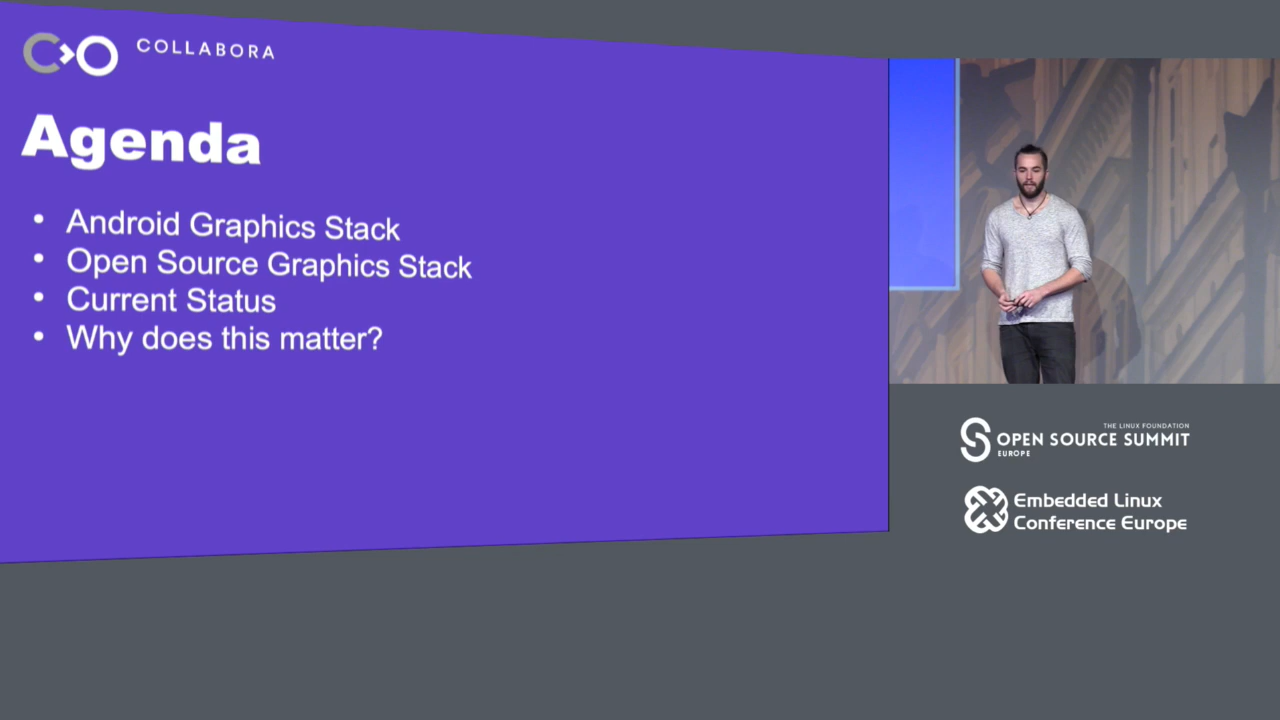 COLLABORA
Agenda
• Android Graphics Stack
• Open Source Graphics Stack
• Current Status
• Why does this matter?
THE LINUX FOUNDATION
OPEN SOURCE SUMMIT
EUROPE
Embedded Linux
Conference Europe